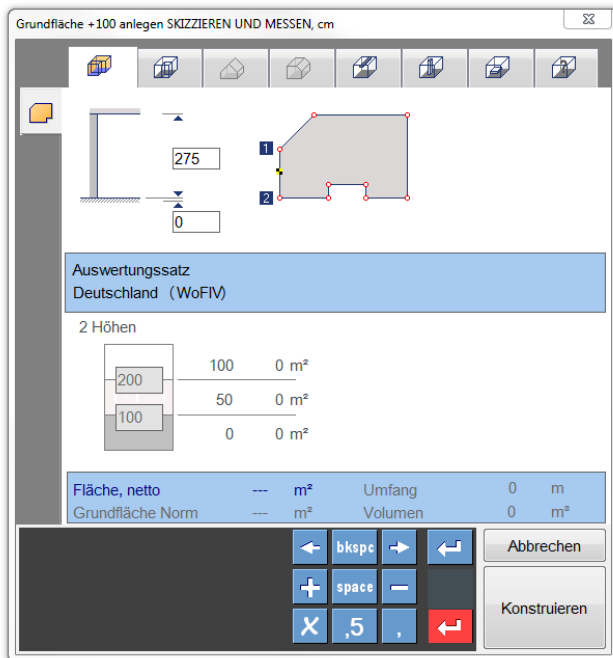 Grundfläche +100 anlegen SKIZZIEREN UND MESSEN, cm
275
1
0
2
Auswertungssatz
Deutschland (WoFlV)
2 Höhen
200
100 0 m²
50 0 m²
100
0 0 m²
Fläche, netto --- m² Umfang 0 m
Grundfläche Norm --- m² Volumen 0 m³
bkspc
Abbrechen
space
Konstruieren
,5 ,